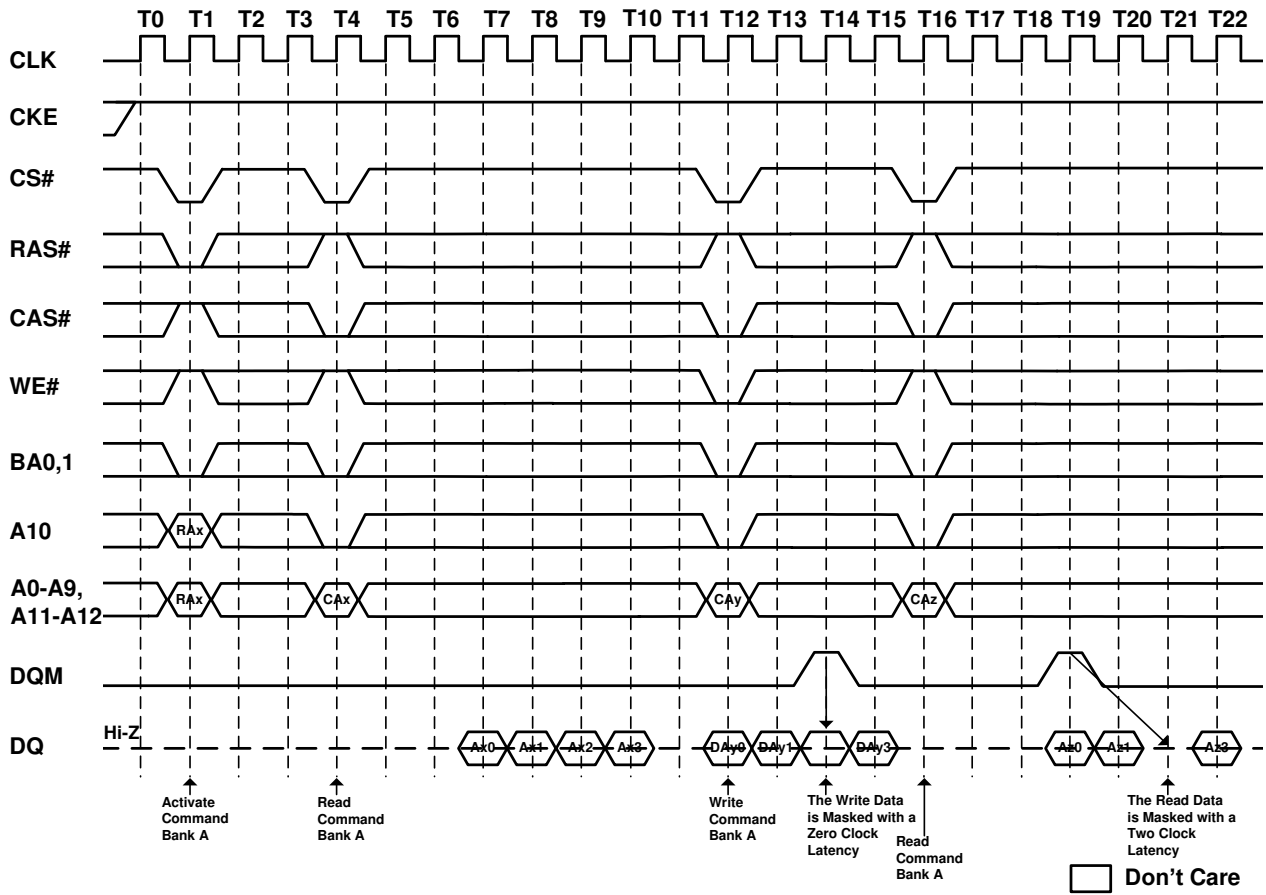 T0 T1 T2 T3 T4 T5 T6 T7 T8 T9 T10 T11 T12 T13 T14 T15 T16 T17 T18 T19 T20 T21 T22
CLK
CKE
CS#
RAS#
CAS#
WE#
BA0,1
A10
RAx
A0-A9,
A11-A12
RAx
CAx
CAy
CAz
DQM
DQ
Hi-Z
Ax0
Ax1
Ax2
Ax3
DAy0
DAy1
DAy3
Az0
Az1
Az3
Activate
Command
Bank A
Read
Command
Bank A
Write
Command
Bank A
The Write Data
is Masked with a
Zero Clock
Latency
Read
Command
Bank A
The Read Data
is Masked with a
Two Clock
Latency
Don't Care